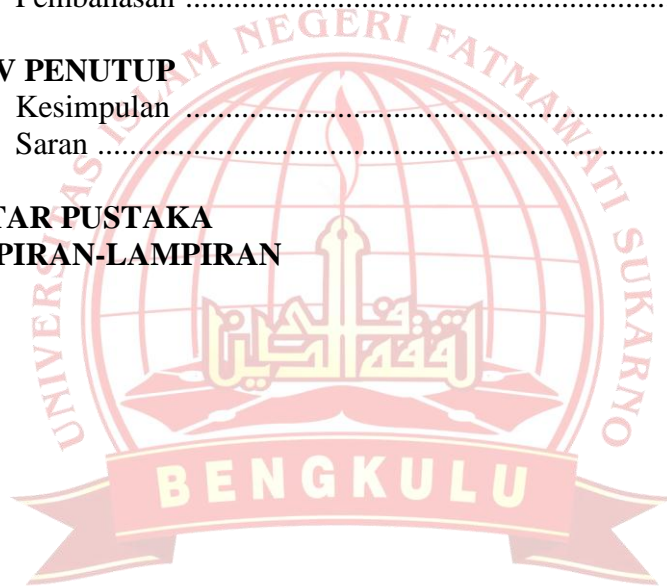 Pembahasan ........................................................
V PENUTUP
Kesimpulan ........................................................
Saran ....................................................................
TAR PUSTAKA
PIRAN-LAMPIRAN
UNIVERSITAS ISLAM NEGERI FATMAWATI SUKARNO
BENGKULU